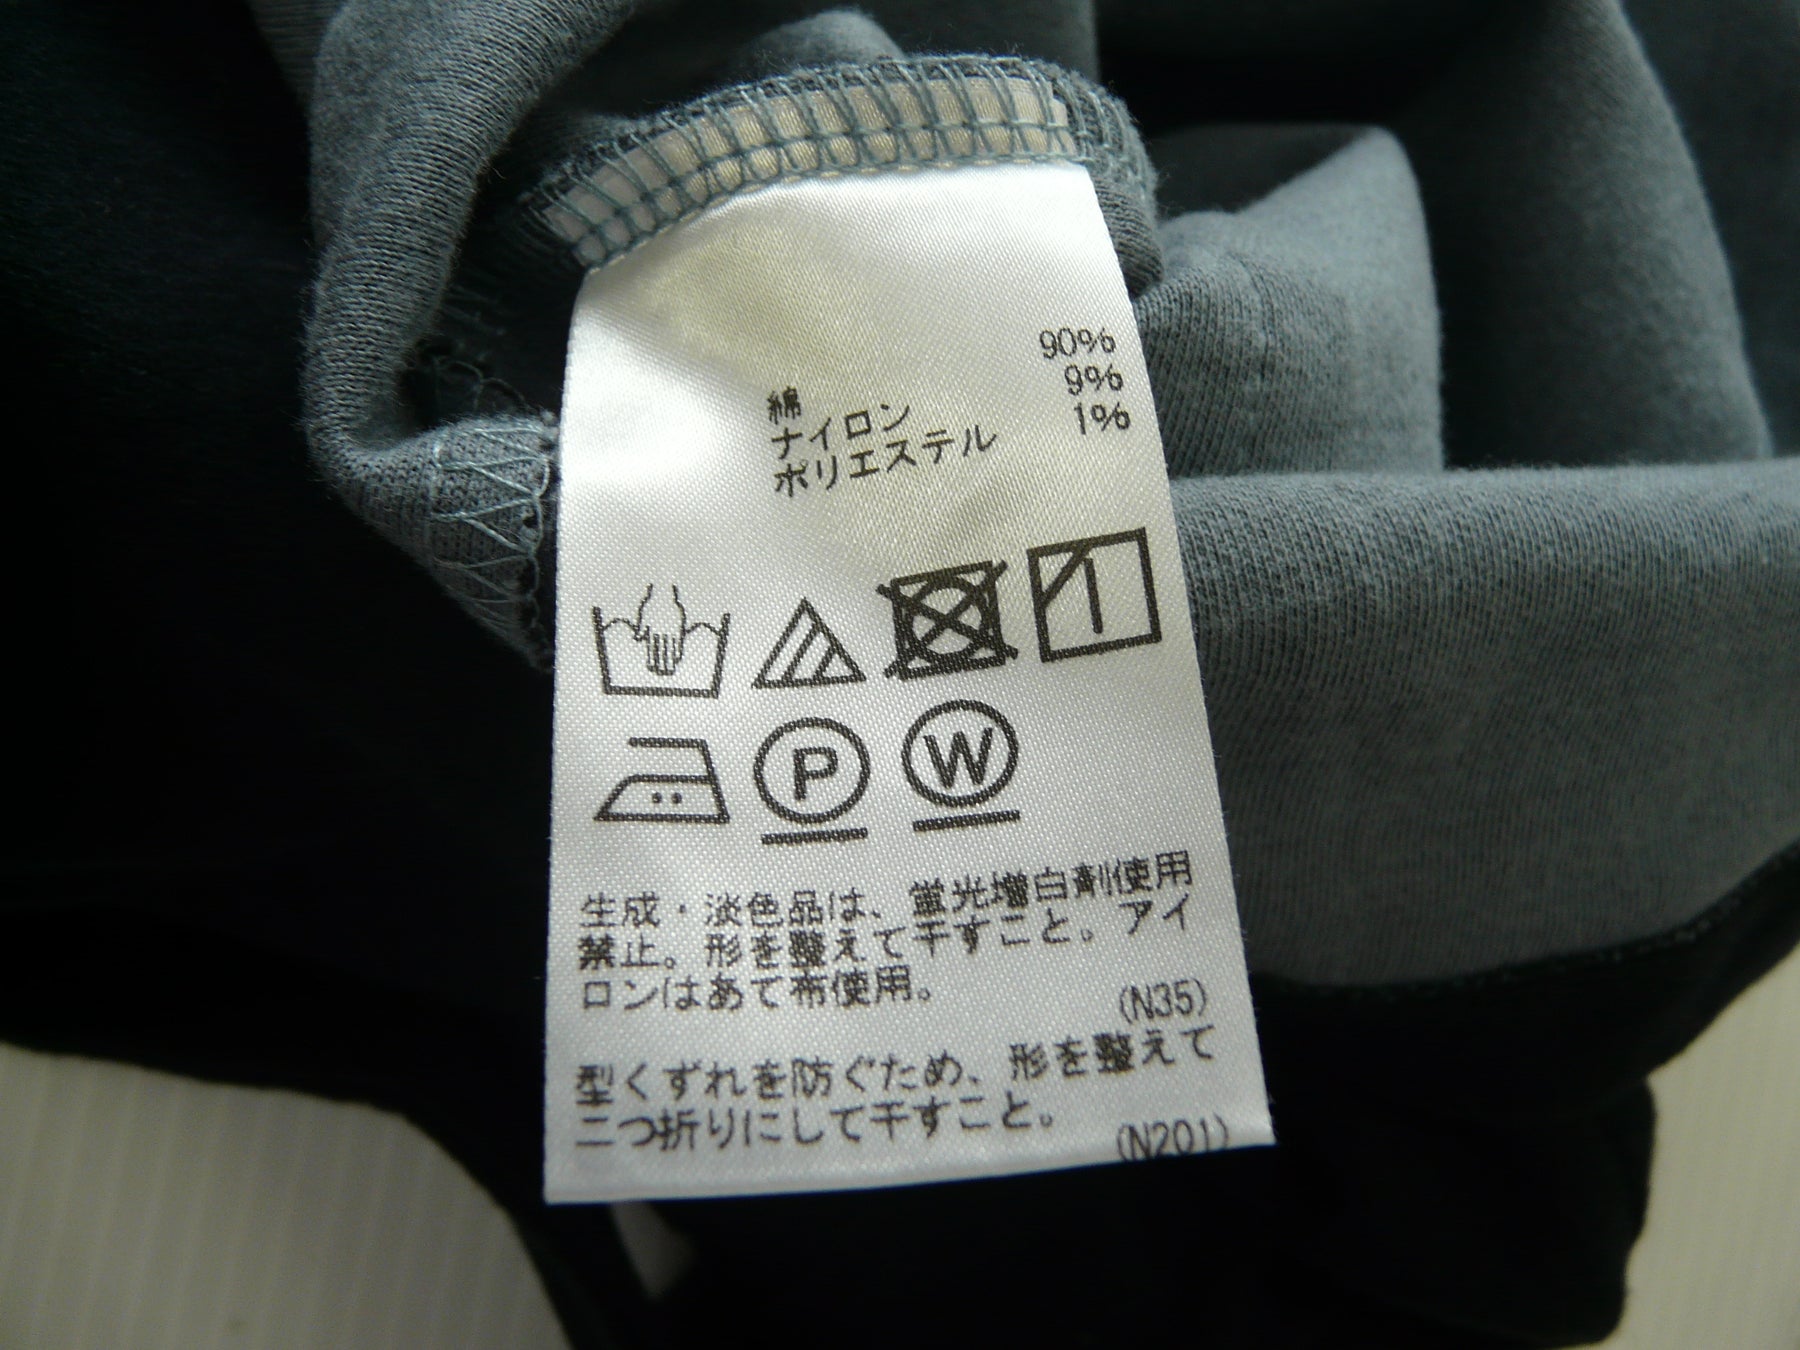 綿 90%
ナイロン 9%
ポリエステル 1%
P W
生成・淡色品は、蛍光増白剤使用
禁止。形を整えて干すこと。アイ
ロンはあて布使用。
(N35)
型くずれを防ぐため、形を整えて
二つ折りにして干すこと。
(N201)